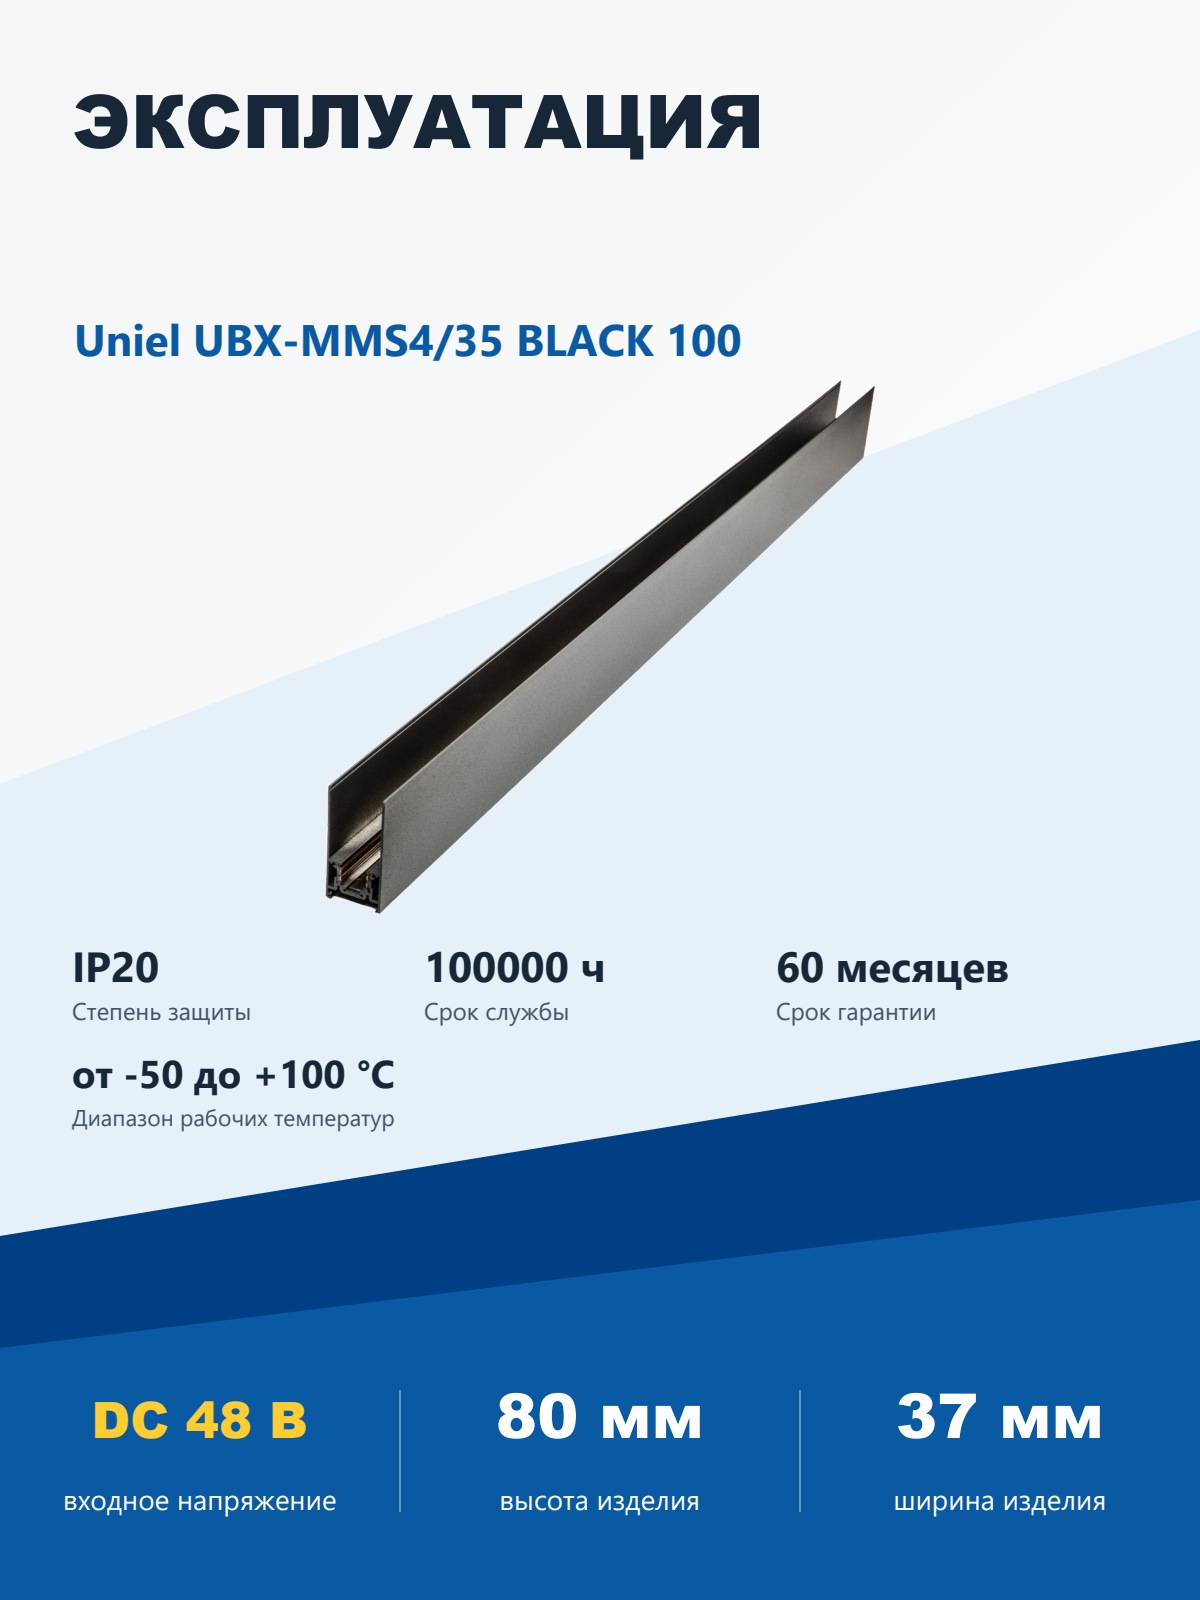 ЭКСПЛУАТАЦИЯ
Uniel UBX-MMS4/35 BLACK 100
IP20
Степень защиты
100000 ч
Срок службы
60 месяцев
Срок гарантии
от -50 до +100 °C
Диапазон рабочих температур
DC 48 В
входное напряжение
80 мм
высота изделия
37 мм
ширина изделия